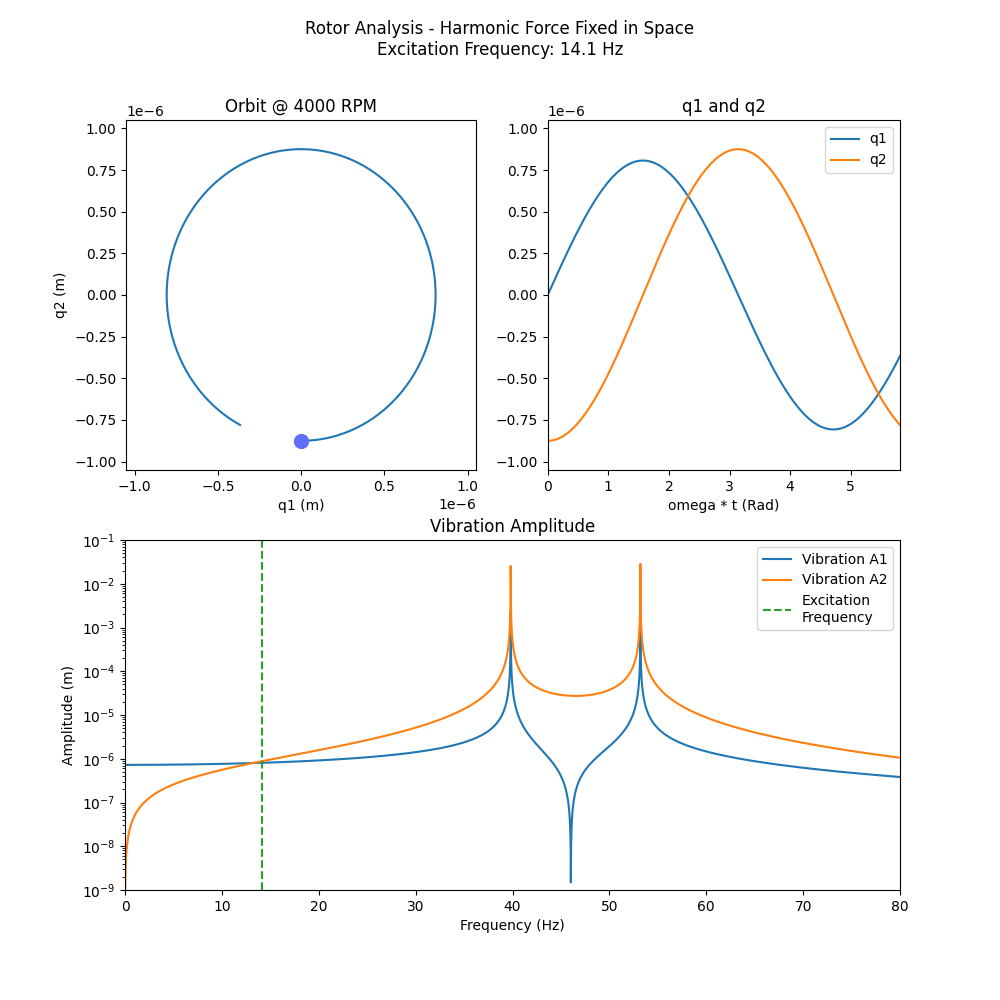 Rotor Analysis - Harmonic Force Fixed in Space
Excitation Frequency: 14.1 Hz
Orbit @ 4000 RPM
1e−6
1.00
0.75
0.50
0.25
0.00
−0.25
−0.50
−0.75
−1.00
q2 (m)
−1.0 −0.5 0.0 0.5 1.0
1e−6
q1 (m)
q1 and q2
1e−6
q1
q2
1.00
0.75
0.50
0.25
0.00
−0.25
−0.50
−0.75
−1.00
0 1 2 3 4 5
omega * t (Rad)
Vibration Amplitude
Vibration A1
Vibration A2
Excitation
Frequency
10⁻¹
10⁻²
10⁻³
10⁻⁴
10⁻⁵
10⁻⁶
10⁻⁷
10⁻⁸
10⁻⁹
Amplitude (m)
0 10 20 30 40 50 60 70 80
Frequency (Hz)